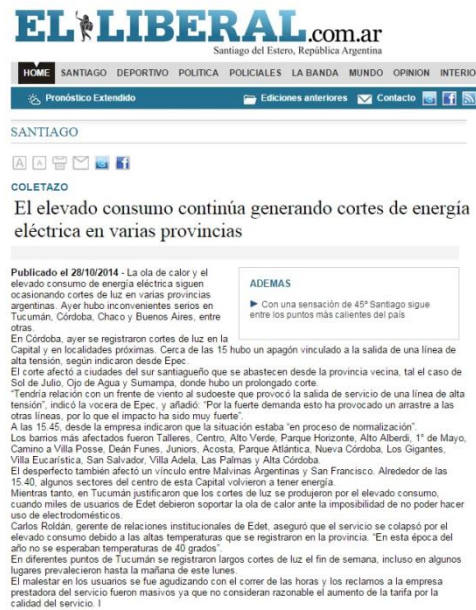 EL LIBERAL.com.ar
Santiago del Estero, República Argentina
HOME SANTIAGO DEPORTIVO POLITICA POLICIALES LA BANDA MUNDO OPINION INTERIO
Pronóstico Extendido Ediciones anteriores Contacto
SANTIAGO
A A
COLETAZO
El elevado consumo continúa generando cortes de energía
eléctrica en varias provincias
Publicado el 28/10/2014 - La ola de calor y el
elevado consumo de energía eléctrica siguen
ocasionando cortes de luz en varias provincias
argentinas. Ayer hubo inconvenientes serios en
Tucumán, Córdoba, Chaco y Buenos Aires, entre
otras.
ADEMAS
Con una sensación de 45º Santiago sigue
entre los puntos más calientes del país
En Córdoba, ayer se registraron cortes de luz en la
Capital y en localidades próximas. Cerca de las 15 hubo un apagón vinculado a la salida de una línea de
alta tensión, según indicaron desde Epec.
El corte afectó a ciudades del sur santiagueño que se abastecen desde la provincia vecina, tal el caso de
Sol de Julio, Ojo de Agua y Sumampa, donde hubo un prolongado corte.
"Tendría relación con un frente de viento al sudoeste que provocó la salida de servicio de una línea de alta
tensión", indicó la vocera de Epec, y añadió: "Por la fuerte demanda esto ha provocado un arrastre a las
otras líneas, por lo que el impacto ha sido muy fuerte".
A las 15.45, desde la empresa indicaron que la situación estaba "en proceso de normalización".
Los barrios más afectados fueron Talleres, Centro, Alto Verde, Parque Horizonte, Alto Alberdi, 1° de Mayo,
Camino a Villa Posse, Deán Funes, Juniors, Acosta, Parque Atlántica, Nueva Córdoba, Los Gigantes,
Villa Eucarística, San Salvador, Villa Adela, Las Palmas y Alta Córdoba.
El desperfecto también afectó un vínculo entre Malvinas Argentinas y San Francisco. Alrededor de las
15.40, algunos sectores del centro de esta Capital volvieron a tener energía.
Mientras tanto, en Tucumán justificaron que los cortes de luz se produjeron por el elevado consumo,
cuando miles de usuarios de Edet debieron soportar la ola de calor ante la imposibilidad de no poder hacer
uso de electrodomésticos.
Carlos Roldán, gerente de relaciones institucionales de Edet, aseguró que el servicio se colapsó por el
elevado consumo debido a las altas temperaturas que se registraron en la provincia. "En esta época del
año no se esperaban temperaturas de 40 grados".
En diferentes puntos de Tucumán se registraron largos cortes de luz el fin de semana, incluso en algunos
lugares prevalecieron hasta la mañana de este lunes.
El malestar en los usuarios se fue agudizando con el correr de las horas y los reclamos a la empresa
prestadora del servicio fueron masivos ya que no consideran razonable el aumento de la tarifa por la
calidad del servicio. l